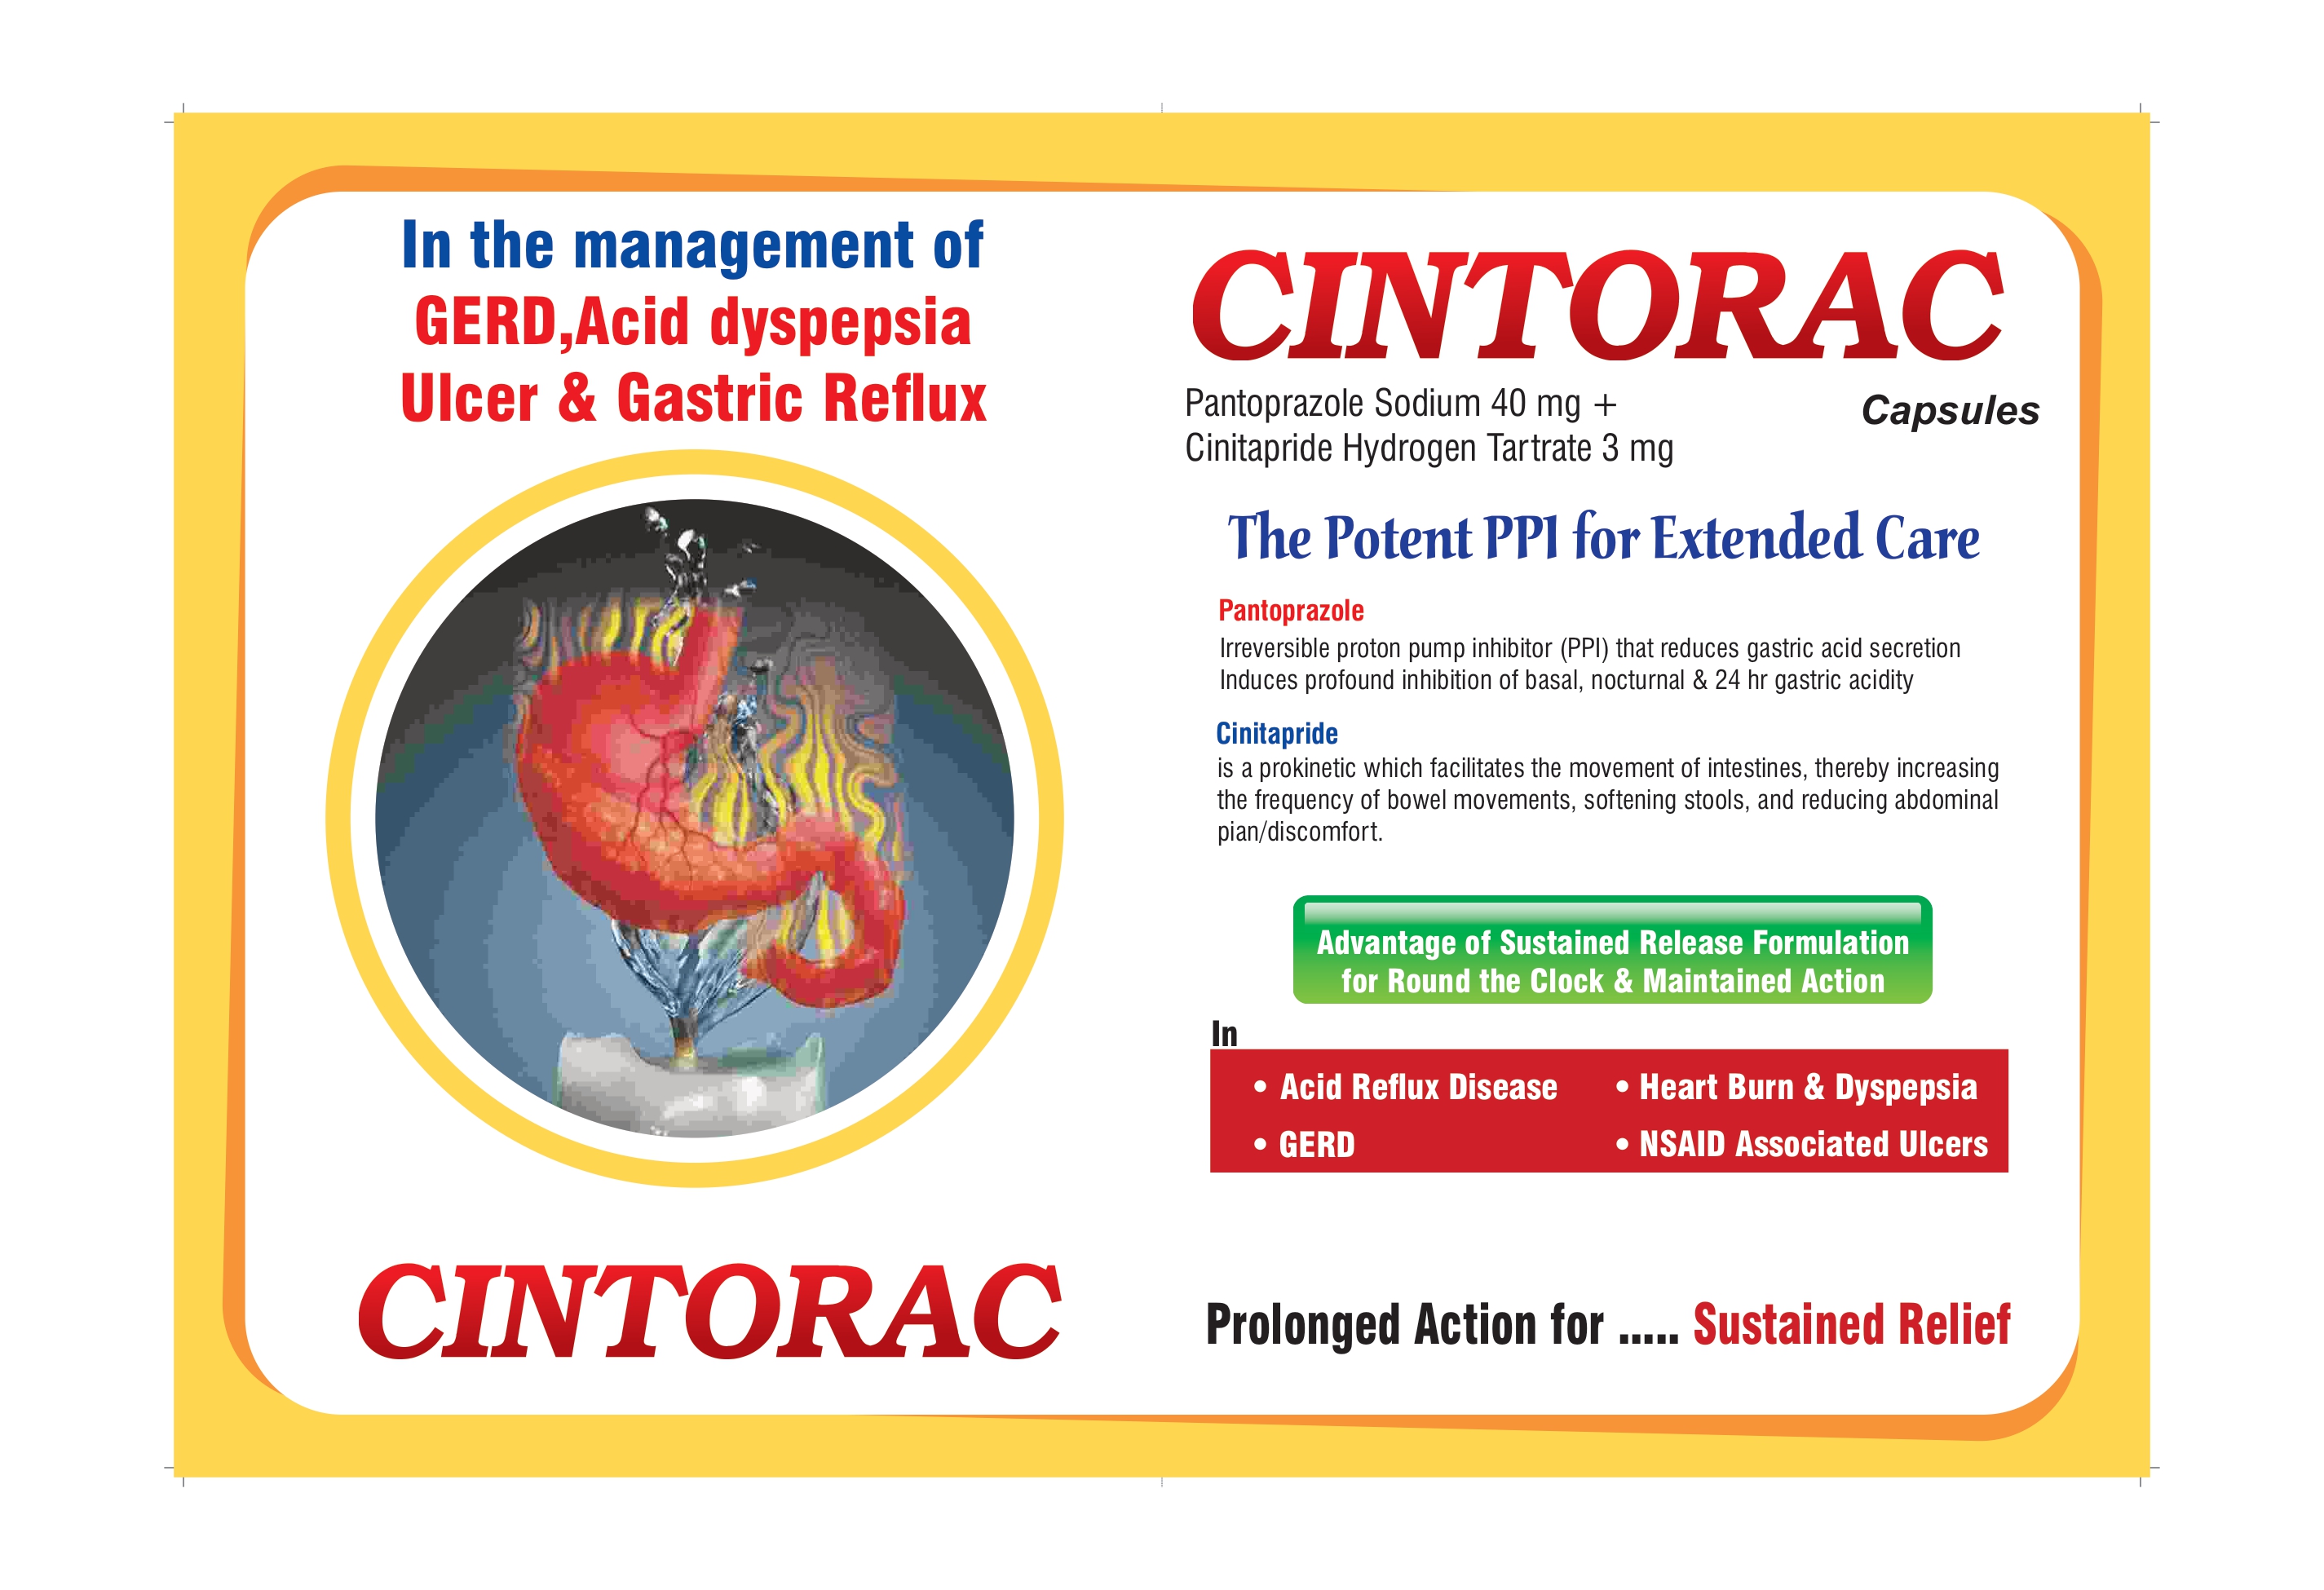 In the management of
GERD,Acid dyspepsia
Ulcer & Gastric Reflux
CINTORAC
CINTORAC
Pantoprazole Sodium 40 mg +
Cinitapride Hydrogen Tartrate 3 mg
Capsules
The Potent PPI for Extended Care
Pantoprazole
Irreversible proton pump inhibitor (PPI) that reduces gastric acid secretion
Induces profound inhibition of basal, nocturnal & 24 hr gastric acidity
Cinitapride
is a prokinetic which facilitates the movement of intestines, thereby increasing
the frequency of bowel movements, softening stools, and reducing abdominal
pian/discomfort.
Advantage of Sustained Release Formulation
for Round the Clock & Maintained Action
In
• Acid Reflux Disease
• Heart Burn & Dyspepsia
• GERD
• NSAID Associated Ulcers
Prolonged Action for ..... Sustained Relief